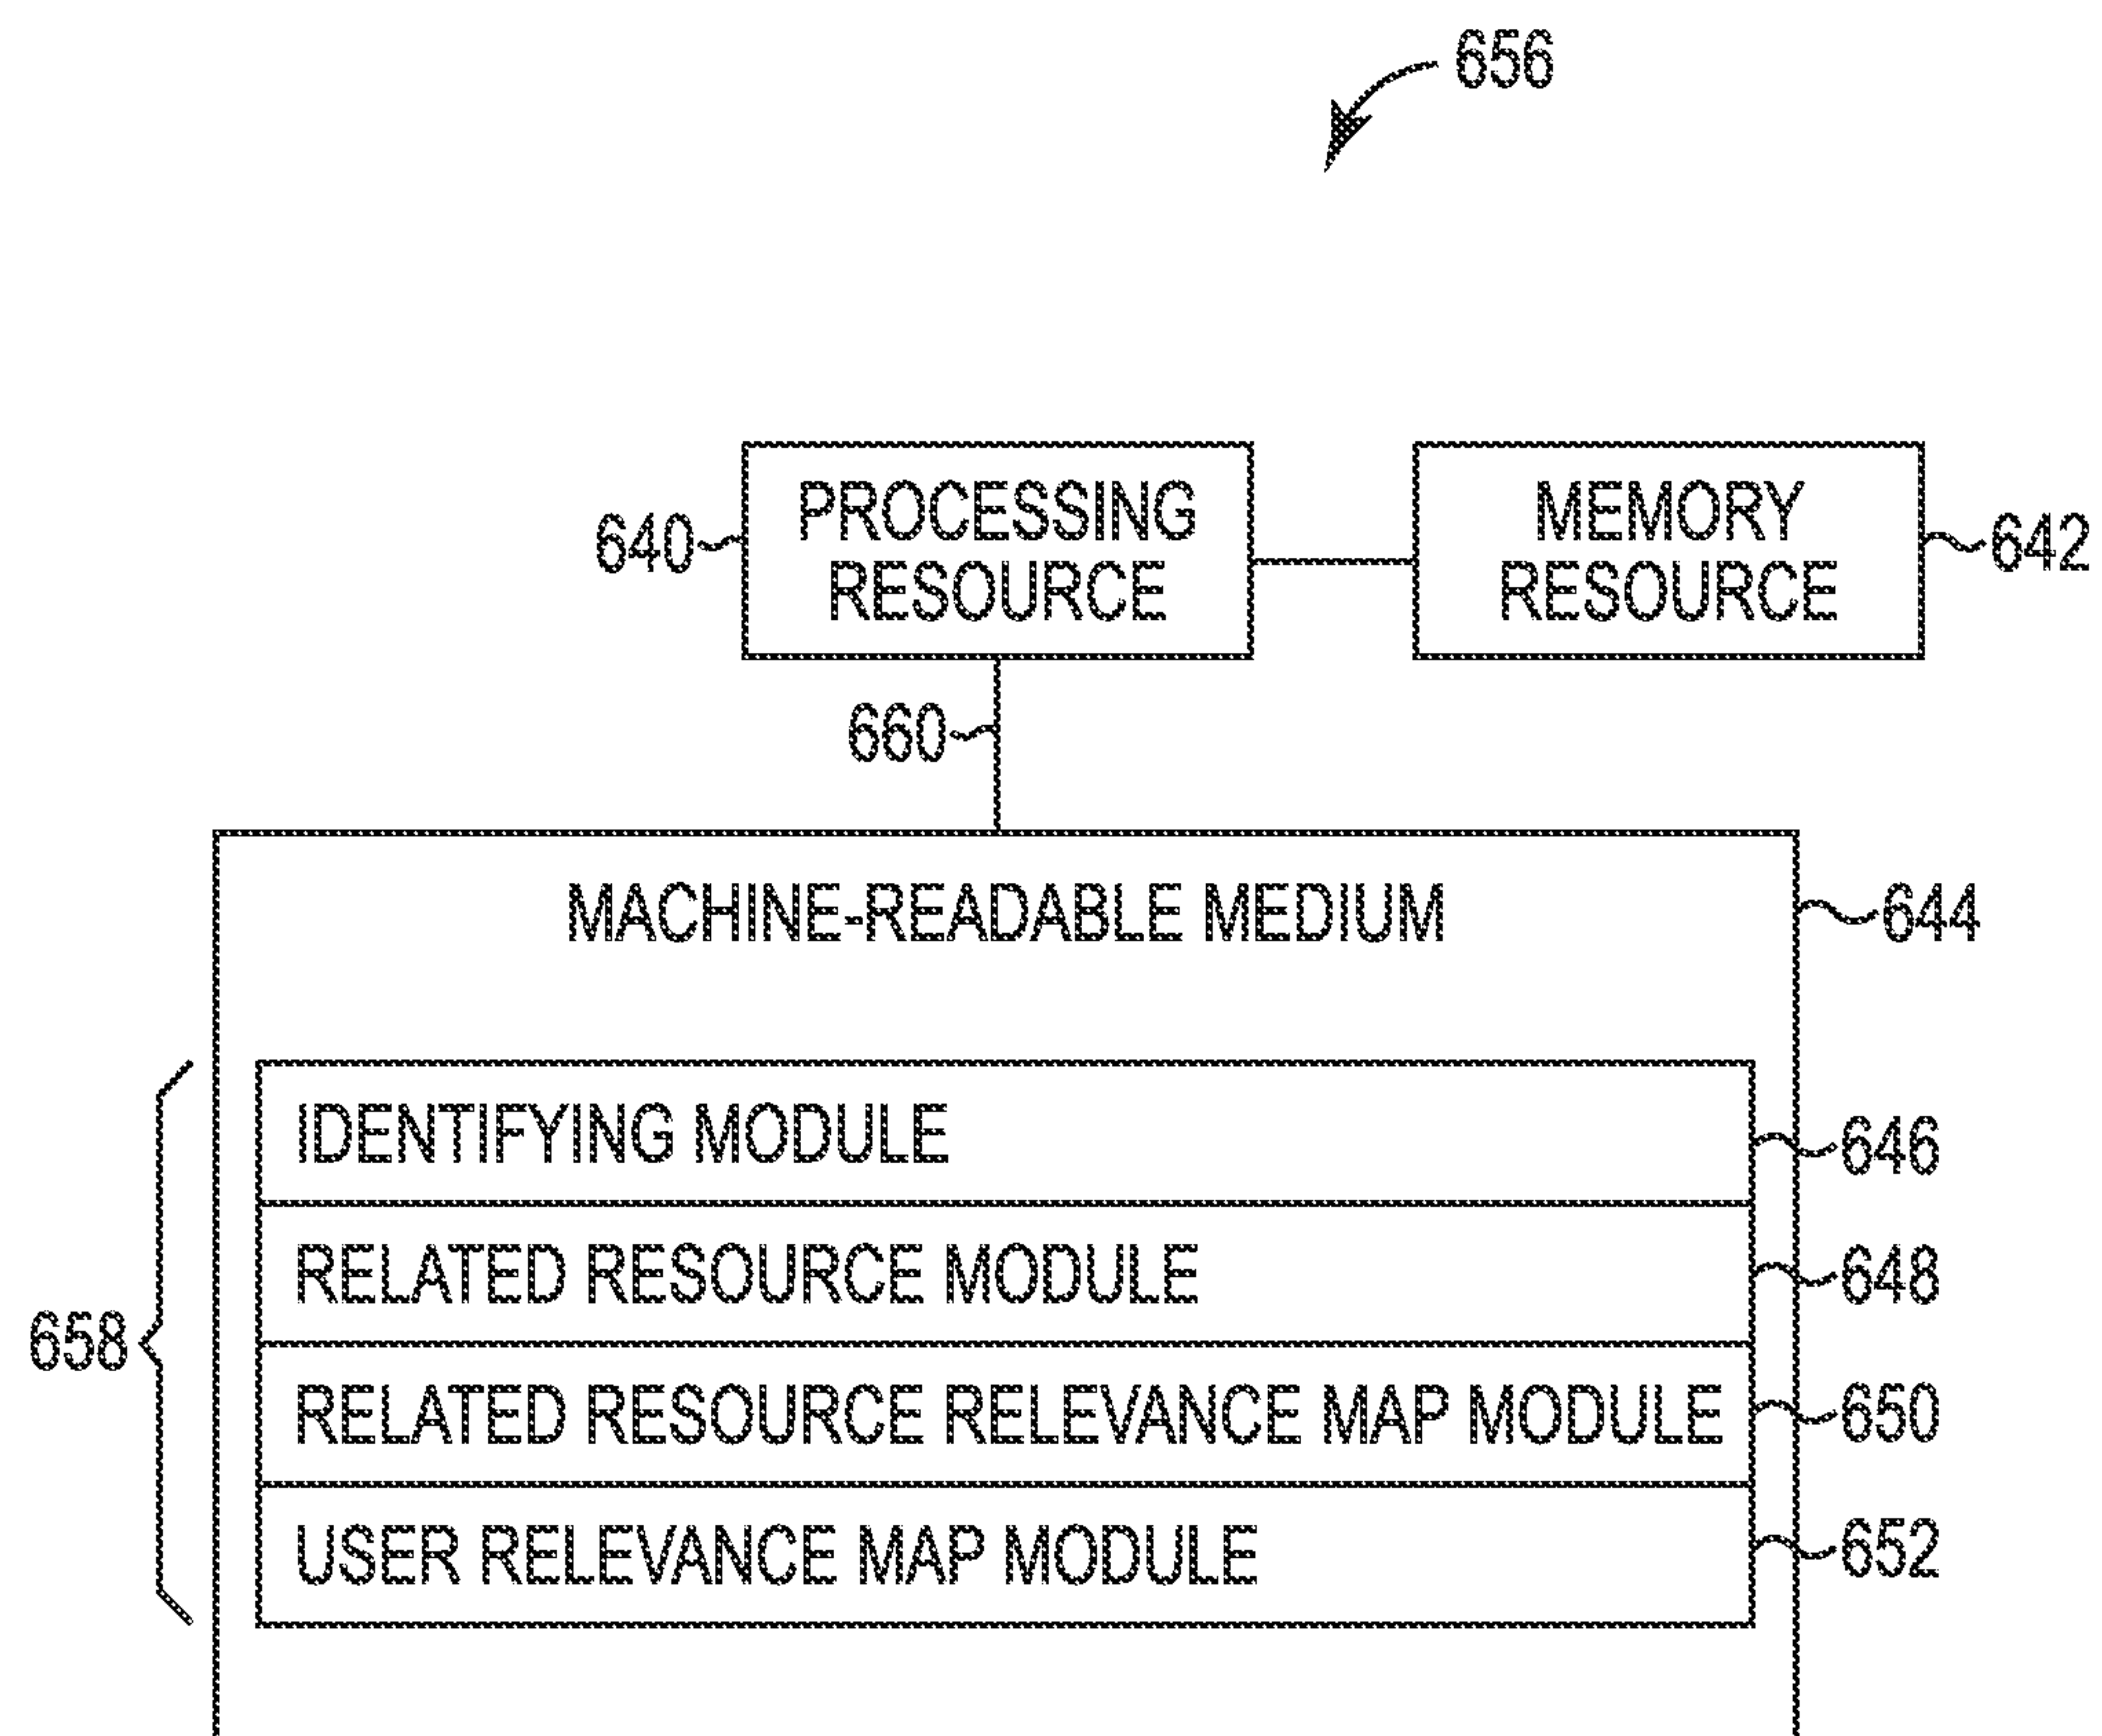 656
640
PROCESSING
RESOURCE
MEMORY
RESOURCE
642
660
MACHINE-READABLE MEDIUM
644
IDENTIFYING MODULE
646
RELATED RESOURCE MODULE
648
658
RELATED RESOURCE RELEVANCE MAP MODULE
650
USER RELEVANCE MAP MODULE
652